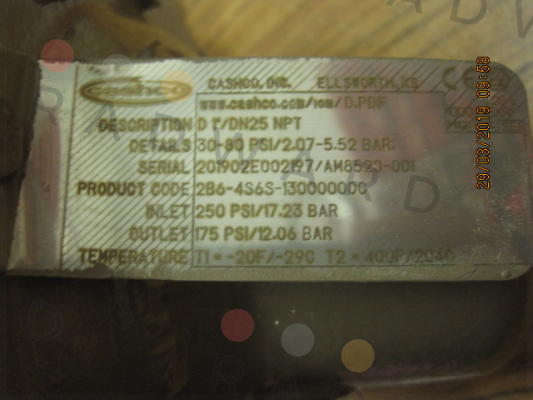 cashco
CASHCO, INC. ELLSWORTH KS
www.cashco.com/iom/D.PDF
DESCRIPTION D 1"/DN25 NPT
DETAILS 30-80 PSI/2.07-5.52 BAR
SERIAL 201902E002197/AM8593-001
PRODUCT CODE 2B6-4S6S-130000000
INLET 250 PSI/17.23 BAR
OUTLET 175 PSI/12.06 BAR
TEMPERATURE T1 = -20F/-29C T2 = 400F/204C
29/03/2019 09:58